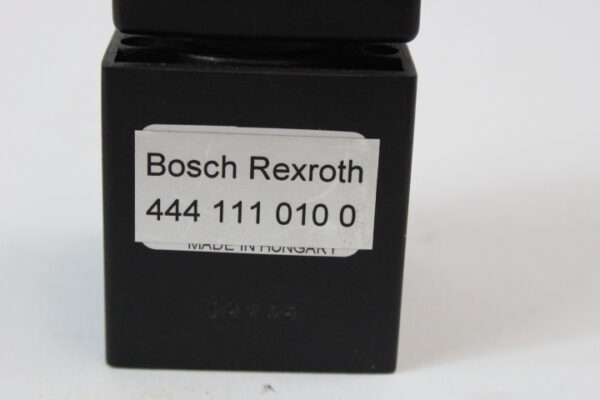 Bosch Rexroth
444 111 010 0
MADE IN HUNGARY